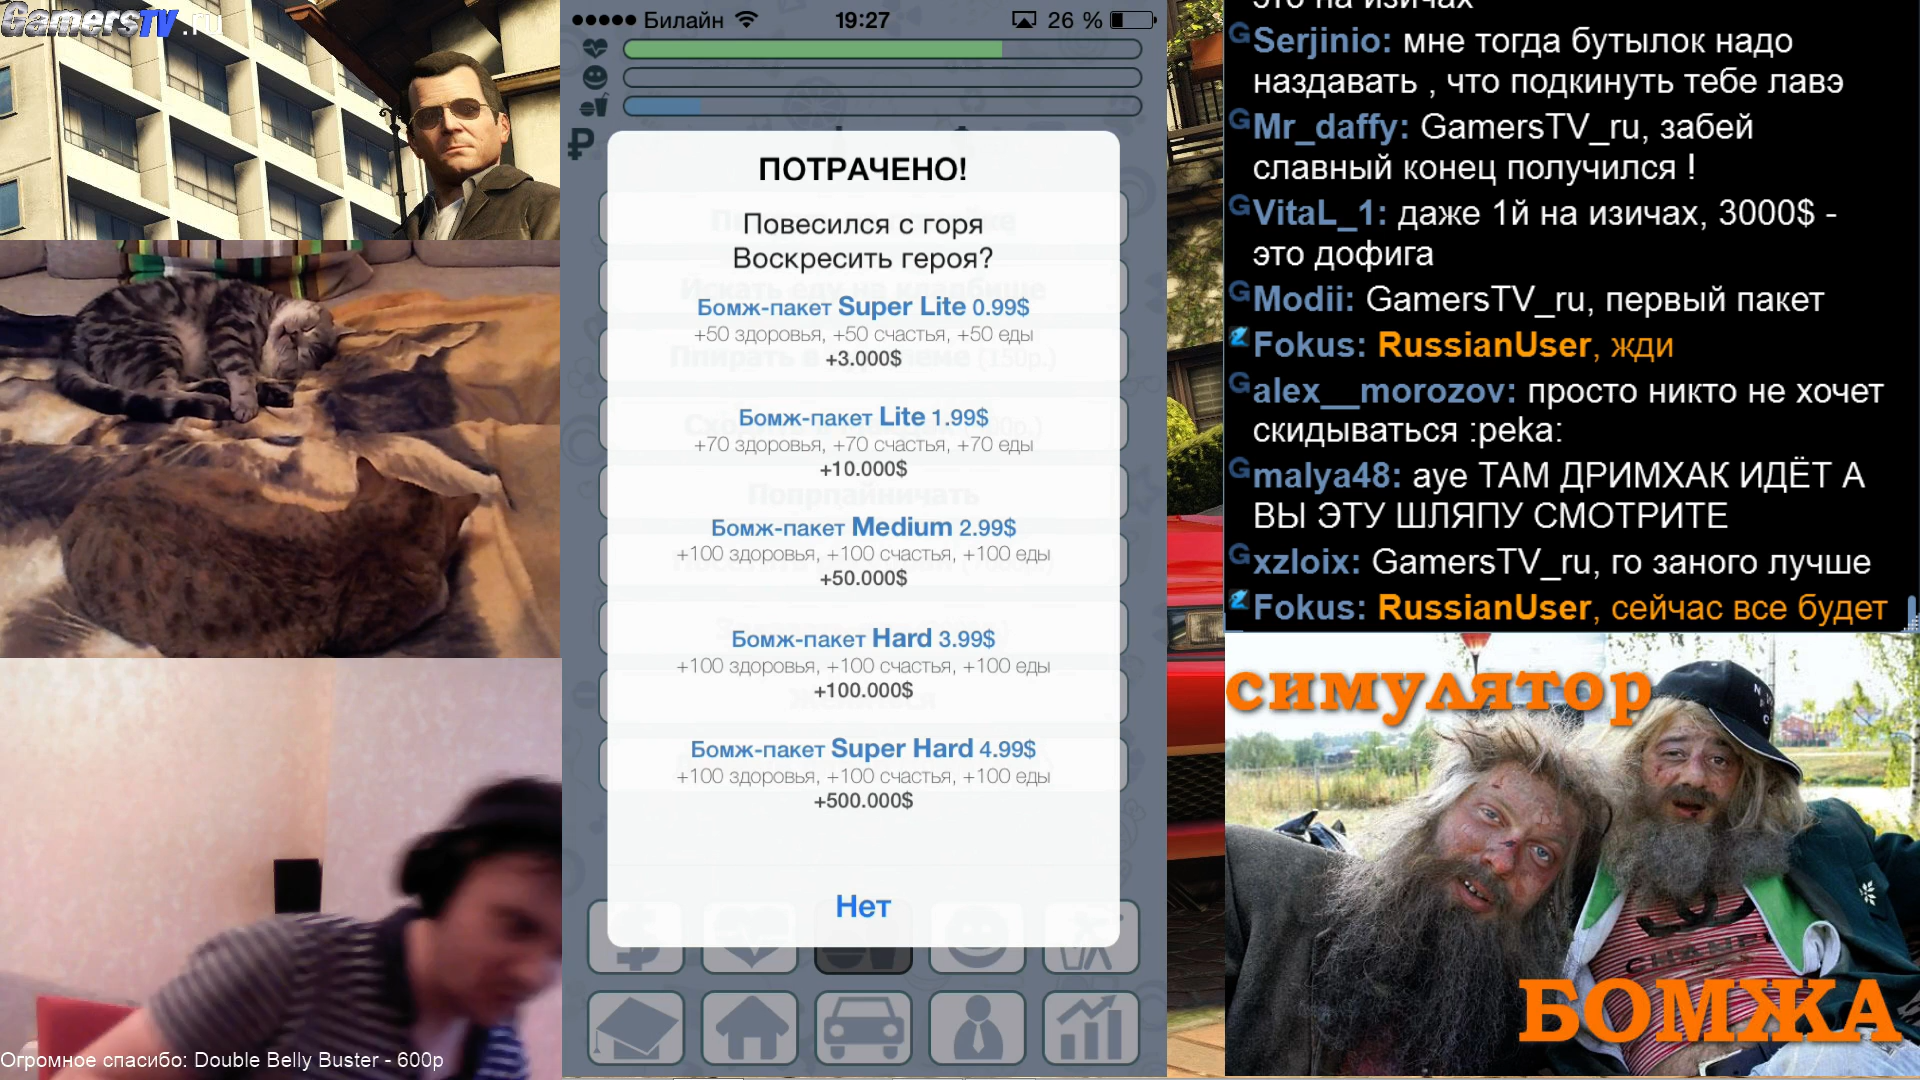 GamersTV.ru
Билайн 19:27 26 %
ПОТРАЧЕНО!
Повесился с горя
Воскресить героя?
Бомж-пакет Super Lite 0.99$
+50 здоровья, +50 счастья, +50 еды
+3.000$
Бомж-пакет Lite 1.99$
+70 здоровья, +70 счастья, +70 еды
+10.000$
Бомж-пакет Medium 2.99$
+100 здоровья, +100 счастья, +100 еды
+50.000$
Бомж-пакет Hard 3.99$
+100 здоровья, +100 счастья, +100 еды
+100.000$
Бомж-пакет Super Hard 4.99$
+100 здоровья, +100 счастья, +100 еды
+500.000$
Нет
это на изичах
Serjinio: мне тогда бутылок надо
наздавать , что подкинуть тебе лавэ
Mr_daffy: GamersTV_ru, забей
славный конец получился !
VitaL_1: даже 1й на изичах, 3000$ -
это дофига
Modii: GamersTV_ru, первый пакет
Fokus: RussianUser, жди
alex__morozov: просто никто не хочет
скидываться :peka:
malya48: ауе ТАМ ДРИМХАК ИДЁТ А
ВЫ ЭТУ ШЛЯПУ СМОТРИТЕ
xzloix: GamersTV_ru, го заного лучше
Fokus: RussianUser, сейчас все будет
симулятор
БОМЖА
Огромное спасибо: Double Belly Buster - 600р